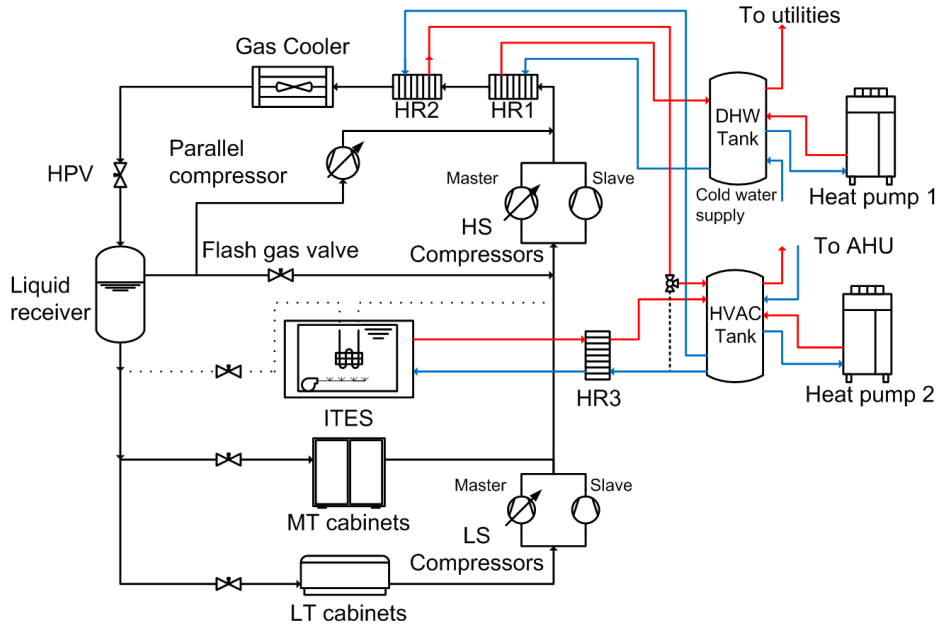 To utilities
Gas Cooler
HR2
HR1
DHW
Tank
HPV
Parallel
compressor
Master
Slave
Cold water
supply
Heat pump 1
HS
Compressors
Flash gas valve
To AHU
Liquid
receiver
HVAC
Tank
ITES
HR3
Heat pump 2
MT cabinets
Master
Slave
LS
Compressors
LT cabinets